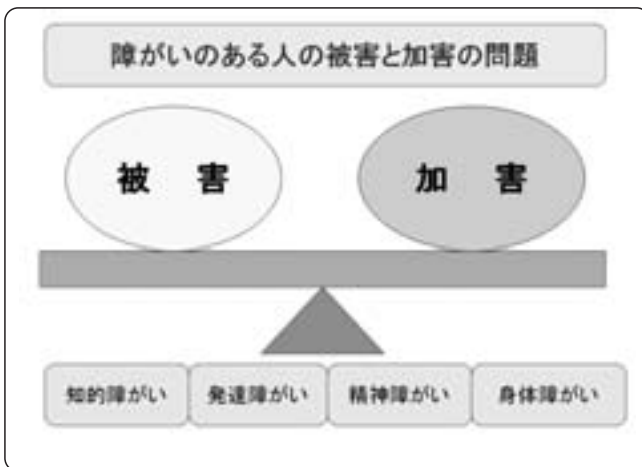 障がいのある人の被害と加害の問題
被 害
加 害
知的障がい
発達障がい
精神障がい
身体障がい